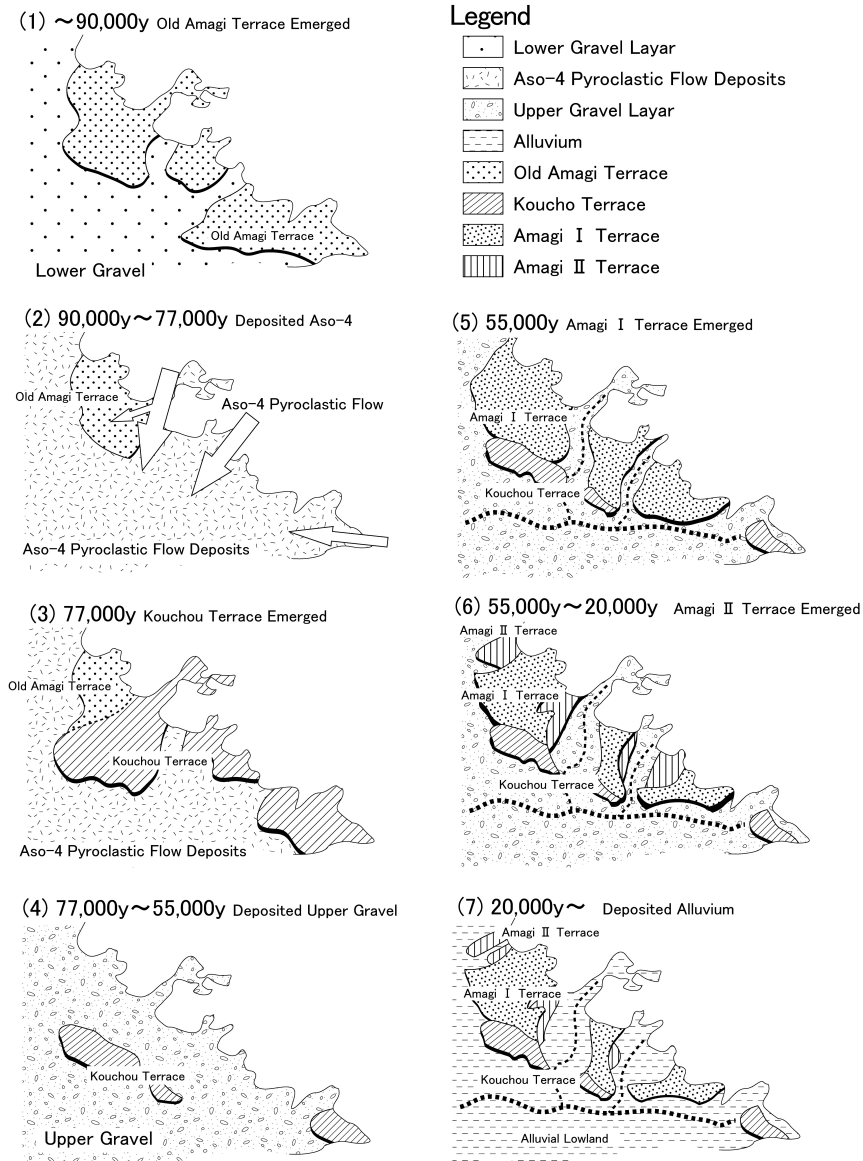 (1) ～90,000y Old Amagi Terrace Emerged
Old Amagi Terrace
Lower Gravel
Legend
Lower Gravel Layar
Aso-4 Pyroclastic Flow Deposits
Upper Gravel Layar
Alluvium
Old Amagi Terrace
Koucho Terrace
Amagi Ⅰ Terrace
Amagi Ⅱ Terrace
(2) 90,000y～77,000y Deposited Aso-4
Old Amagi Terrace
Aso-4 Pyroclastic Flow
Aso-4 Pyroclastic Flow Deposits
(3) 77,000y Kouchou Terrace Emerged
Old Amagi Terrace
Kouchou Terrace
Aso-4 Pyroclastic Flow Deposits
(4) 77,000y～55,000y Deposited Upper Gravel
Kouchou Terrace
Upper Gravel
(5) 55,000y Amagi Ⅰ Terrace Emerged
Amagi Ⅰ Terrace
Kouchou Terrace
(6) 55,000y～20,000y Amagi Ⅱ Terrace Emerged
Amagi Ⅱ Terrace
Amagi Ⅰ Terrace
Kouchou Terrace
(7) 20,000y～ Deposited Alluvium
Amagi Ⅱ Terrace
Amagi Ⅰ Terrace
Kouchou Terrace
Alluvial Lowland